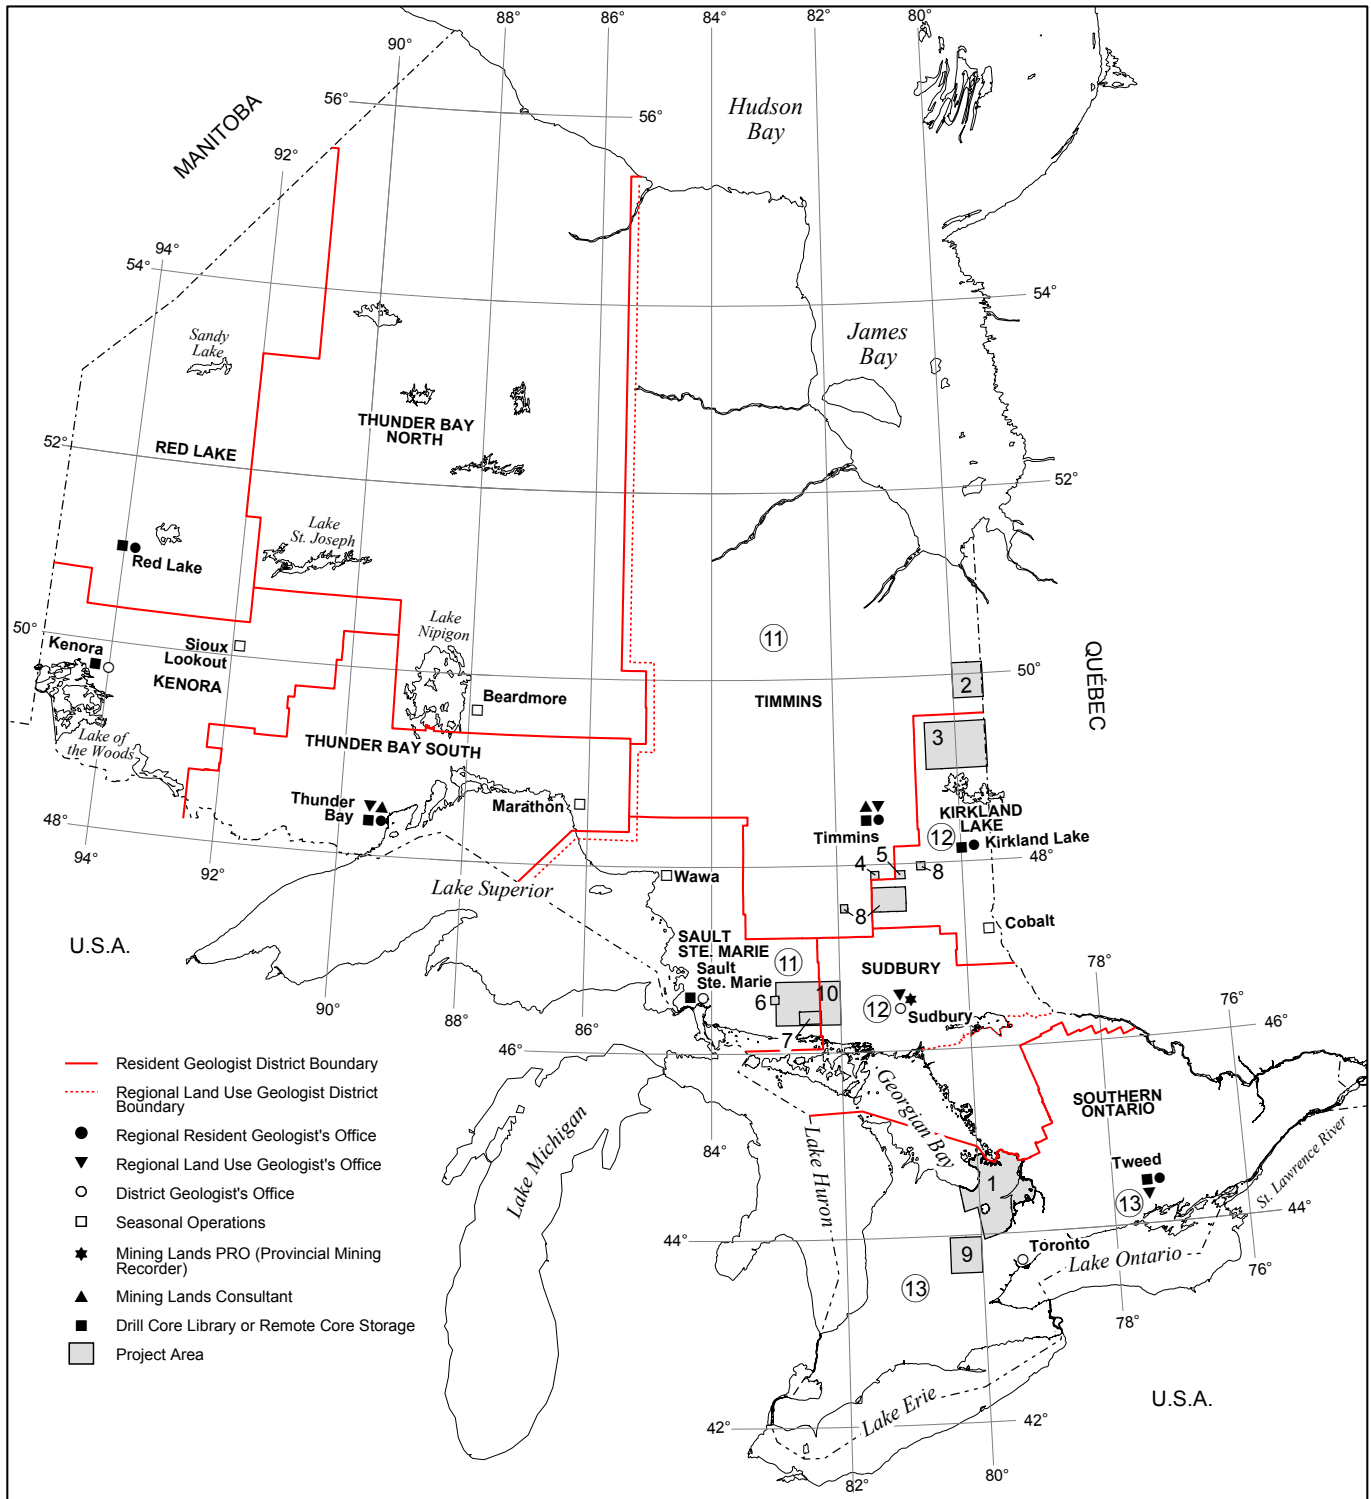 88°
86°
84°
82°
80°
90°
56°
56°
92°
94°
54°
54°
MANITOBA
Hudson
Bay
James
Bay
Sandy
Lake
THUNDER BAY
NORTH
52°
52°
RED LAKE
Lake
St. Joseph
Red Lake
50°
50°
Kenora
Sioux
Lookout
KENORA
Lake
Nipigon
Beardmore
11
TIMMINS
2
QUÉBEC
3
Lake of
the Woods
THUNDER BAY SOUTH
Thunder
Bay
Marathon
Timmins
KIRKLAND
LAKE
12
Kirkland Lake
48°
48°
94°
92°
4
5
8
8
Lake Superior
Wawa
Cobalt
U.S.A.
SAULT
STE. MARIE
Sault
Ste. Marie
11
6
10
7
SUDBURY
12
Sudbury
78°
76°
90°
88°
86°
46°
46°
Resident Geologist District Boundary
Regional Land Use Geologist District
Boundary
Regional Resident Geologist's Office
Regional Land Use Geologist's Office
District Geologist's Office
Seasonal Operations
Mining Lands PRO (Provincial Mining
Recorder)
Mining Lands Consultant
Drill Core Library or Remote Core Storage
Project Area
Lake Michigan
84°
Lake Huron
Georgian Bay
SOUTHERN
ONTARIO
Tweed
13
St. Lawrence River
1
44°
44°
9
Toronto
Lake Ontario
76°
13
78°
Lake Erie
U.S.A.
42°
42°
82°
80°